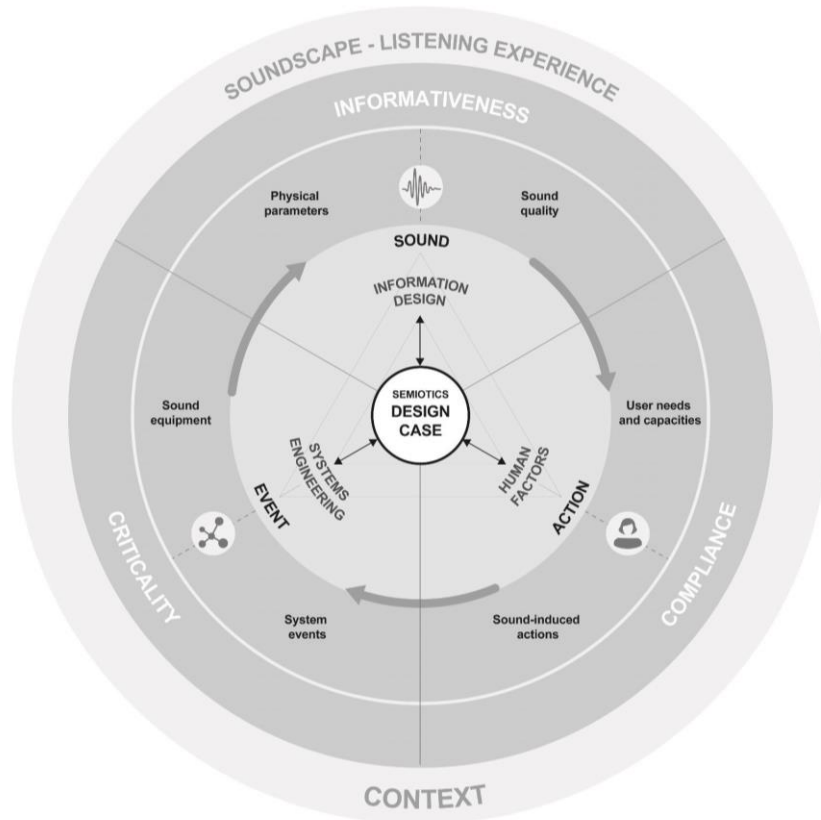 SOUNDSCAPE - LISTENING EXPERIENCE
INFORMATIVENESS
Physical
parameters
Sound
quality
SOUND
INFORMATION
DESIGN
SEMIOTICS
DESIGN
CASE
Sound
equipment
User needs
and capacities
SYSTEMS
ENGINEERING
HUMAN
FACTORS
EVENT
ACTION
CRITICALITY
COMPLIANCE
System
events
Sound-induced
actions
CONTEXT